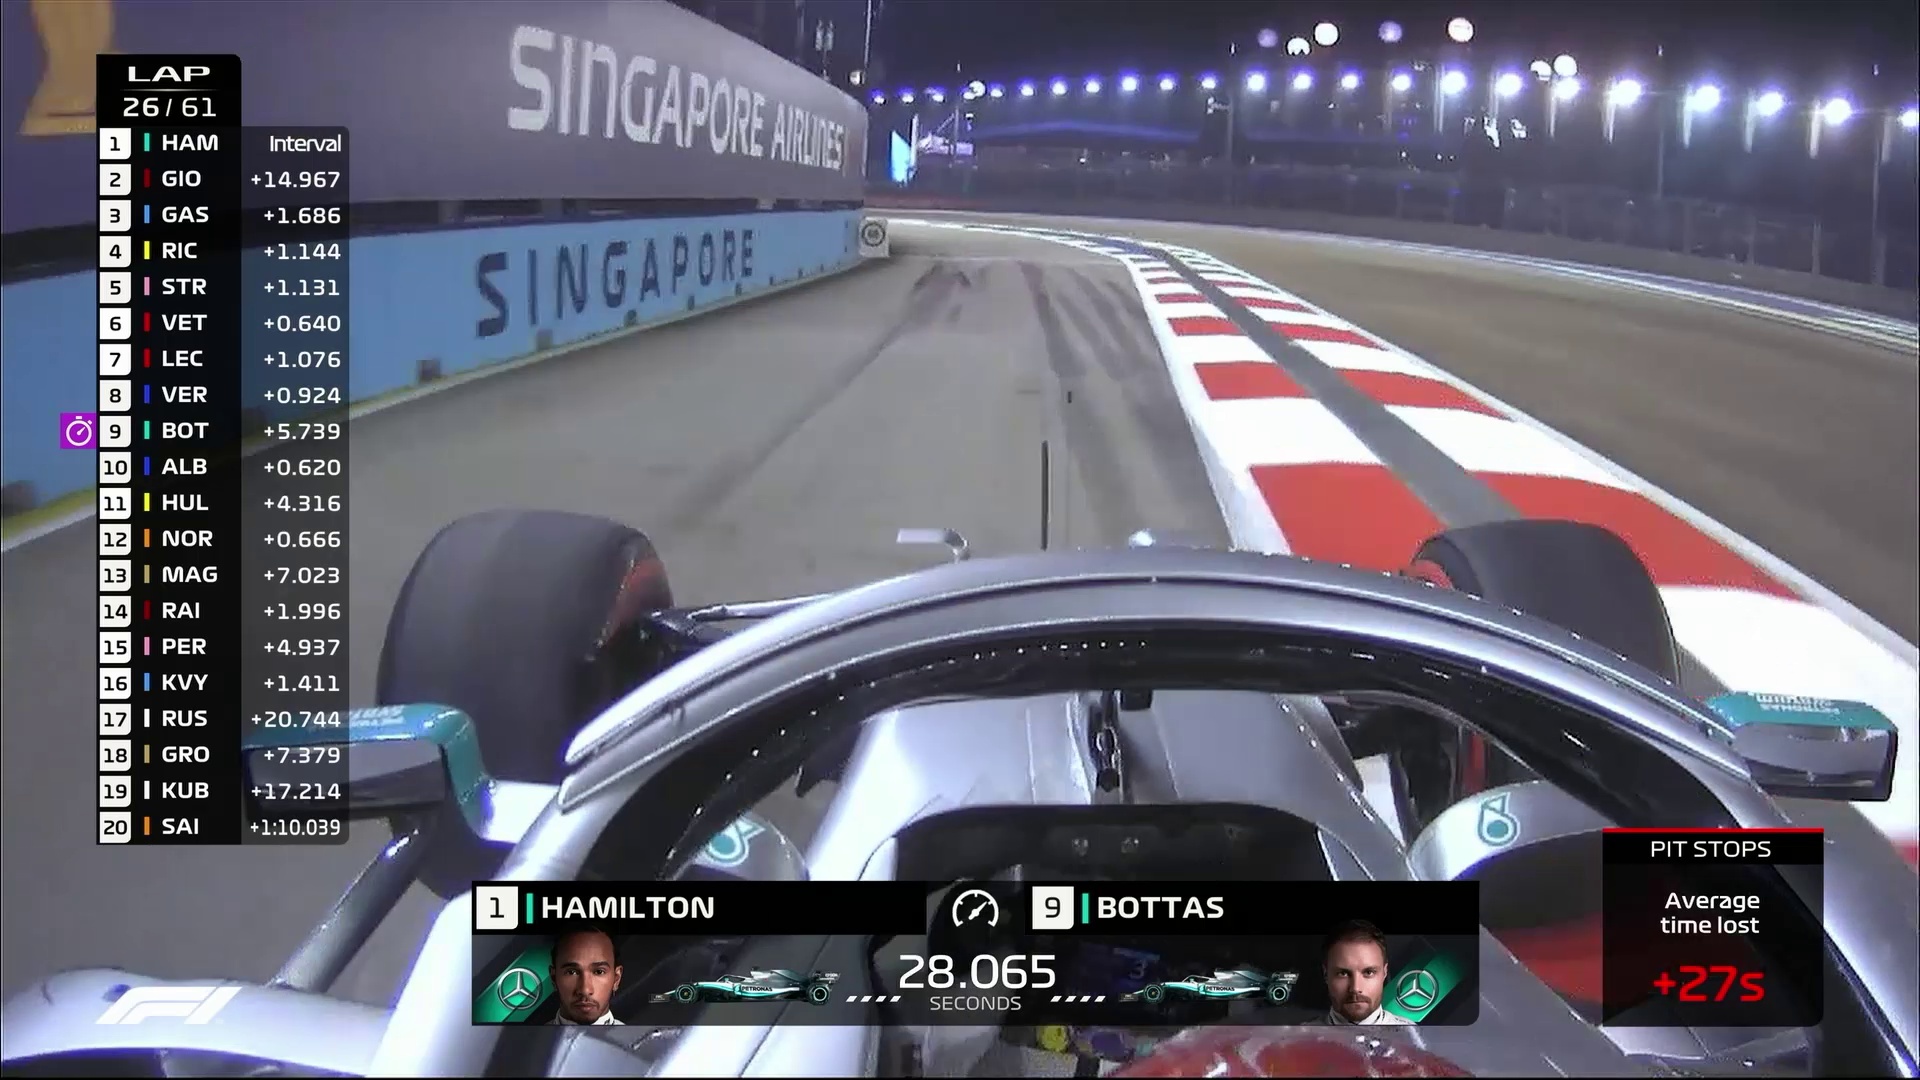 LAP
26/61
1 HAM Interval
2 GIO +14.967
3 GAS +1.686
4 RIC +1.144
5 STR +1.131
6 VET +0.640
7 LEC +1.076
8 VER +0.924
9 BOT +5.739
10 ALB +0.620
11 HUL +4.316
12 NOR +0.666
13 MAG +7.023
14 RAI +1.996
15 PER +4.937
16 KVY +1.411
17 RUS +20.744
18 GRO +7.379
19 KUB +17.214
20 SAI +1:10.039
SINGAPORE AIRLINES
SINGAPORE
1 HAMILTON
9 BOTTAS
PETRONAS
28.065
SECONDS
PETRONAS
PIT STOPS
Average
time lost
+27s
F1